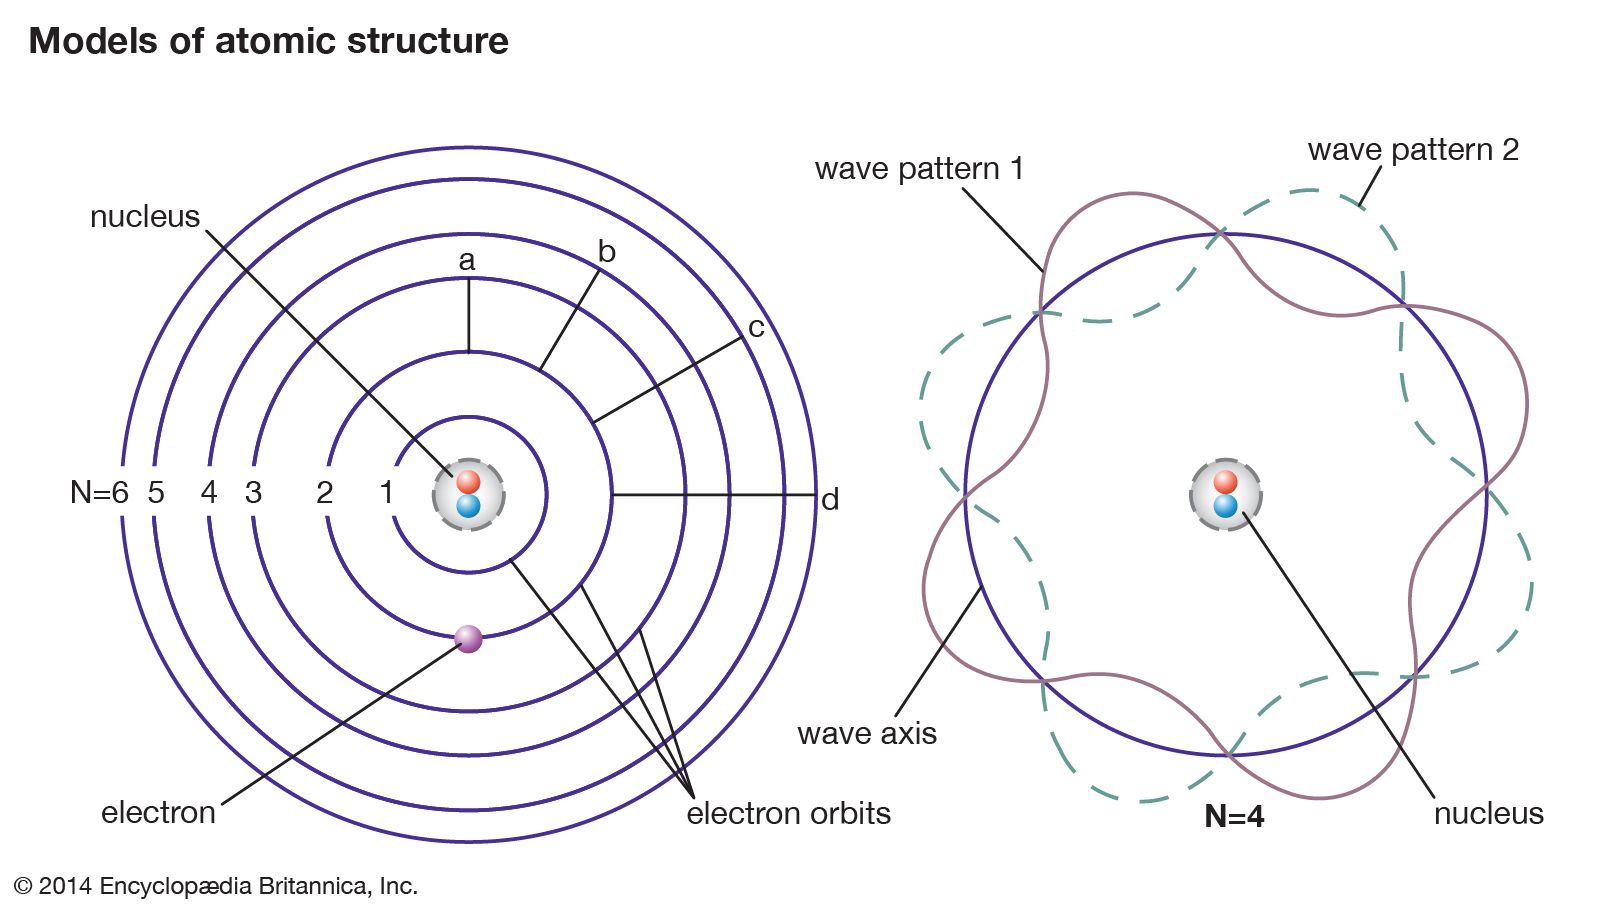 Models of atomic structure
wave pattern 2
wave pattern 1
nucleus
a
b
c
N=6 5 4 3 2 1
d
wave axis
electron
electron orbits
N=4
nucleus
© 2014 Encyclopædia Britannica, Inc.